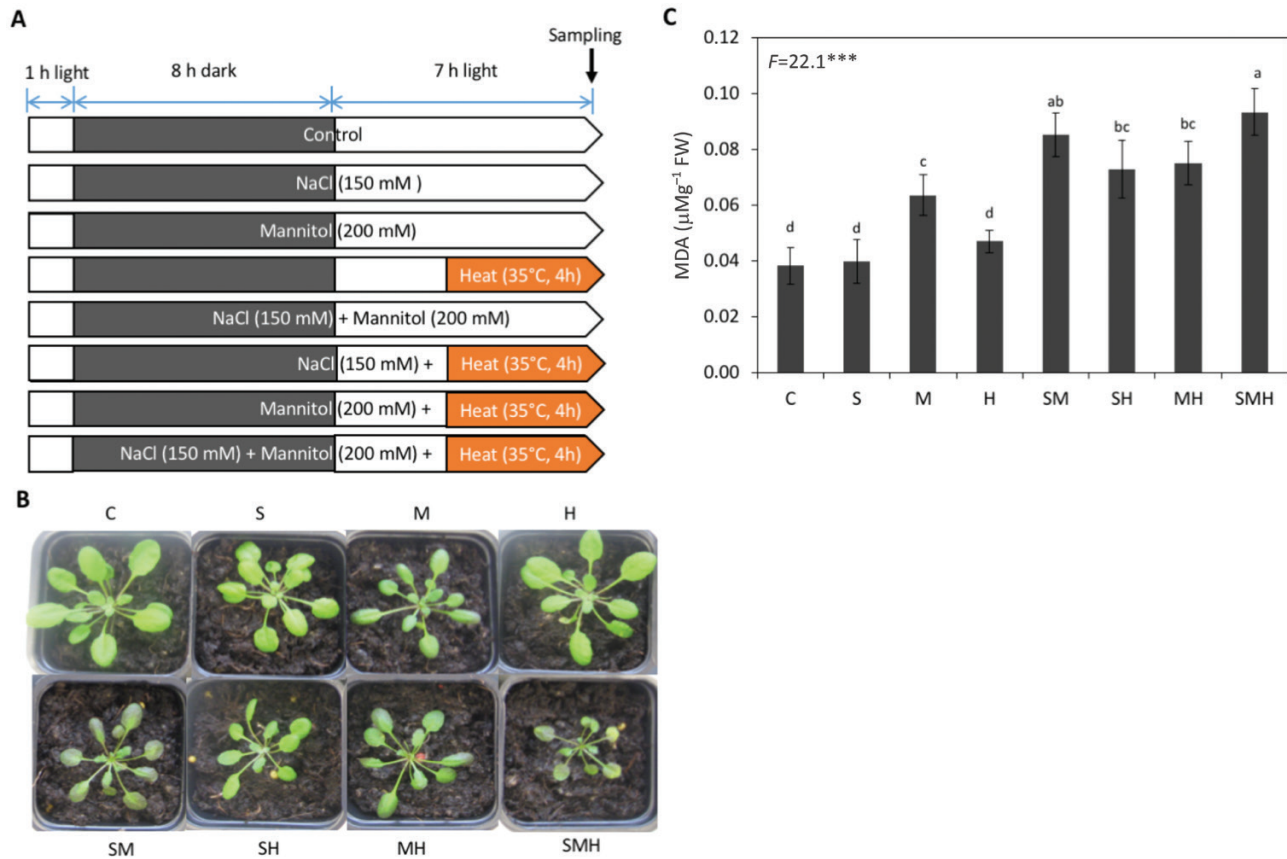 A
Sampling
1 h light 8 h dark 7 h light
Control
NaCl (150 mM )
Mannitol (200 mM)
Heat (35°C, 4h)
NaCl (150 mM) + Mannitol (200 mM)
NaCl (150 mM) + Heat (35°C, 4h)
Mannitol (200 mM) + Heat (35°C, 4h)
NaCl (150 mM) + Mannitol (200 mM) + Heat (35°C, 4h)
B
C S M H
SM SH MH SMH
C
F=22.1***
MDA (μMg⁻¹ FW)
0.12
0.10
0.08
0.06
0.04
0.02
0.00
d d c d ab bc bc a
C S M H SM SH MH SMH